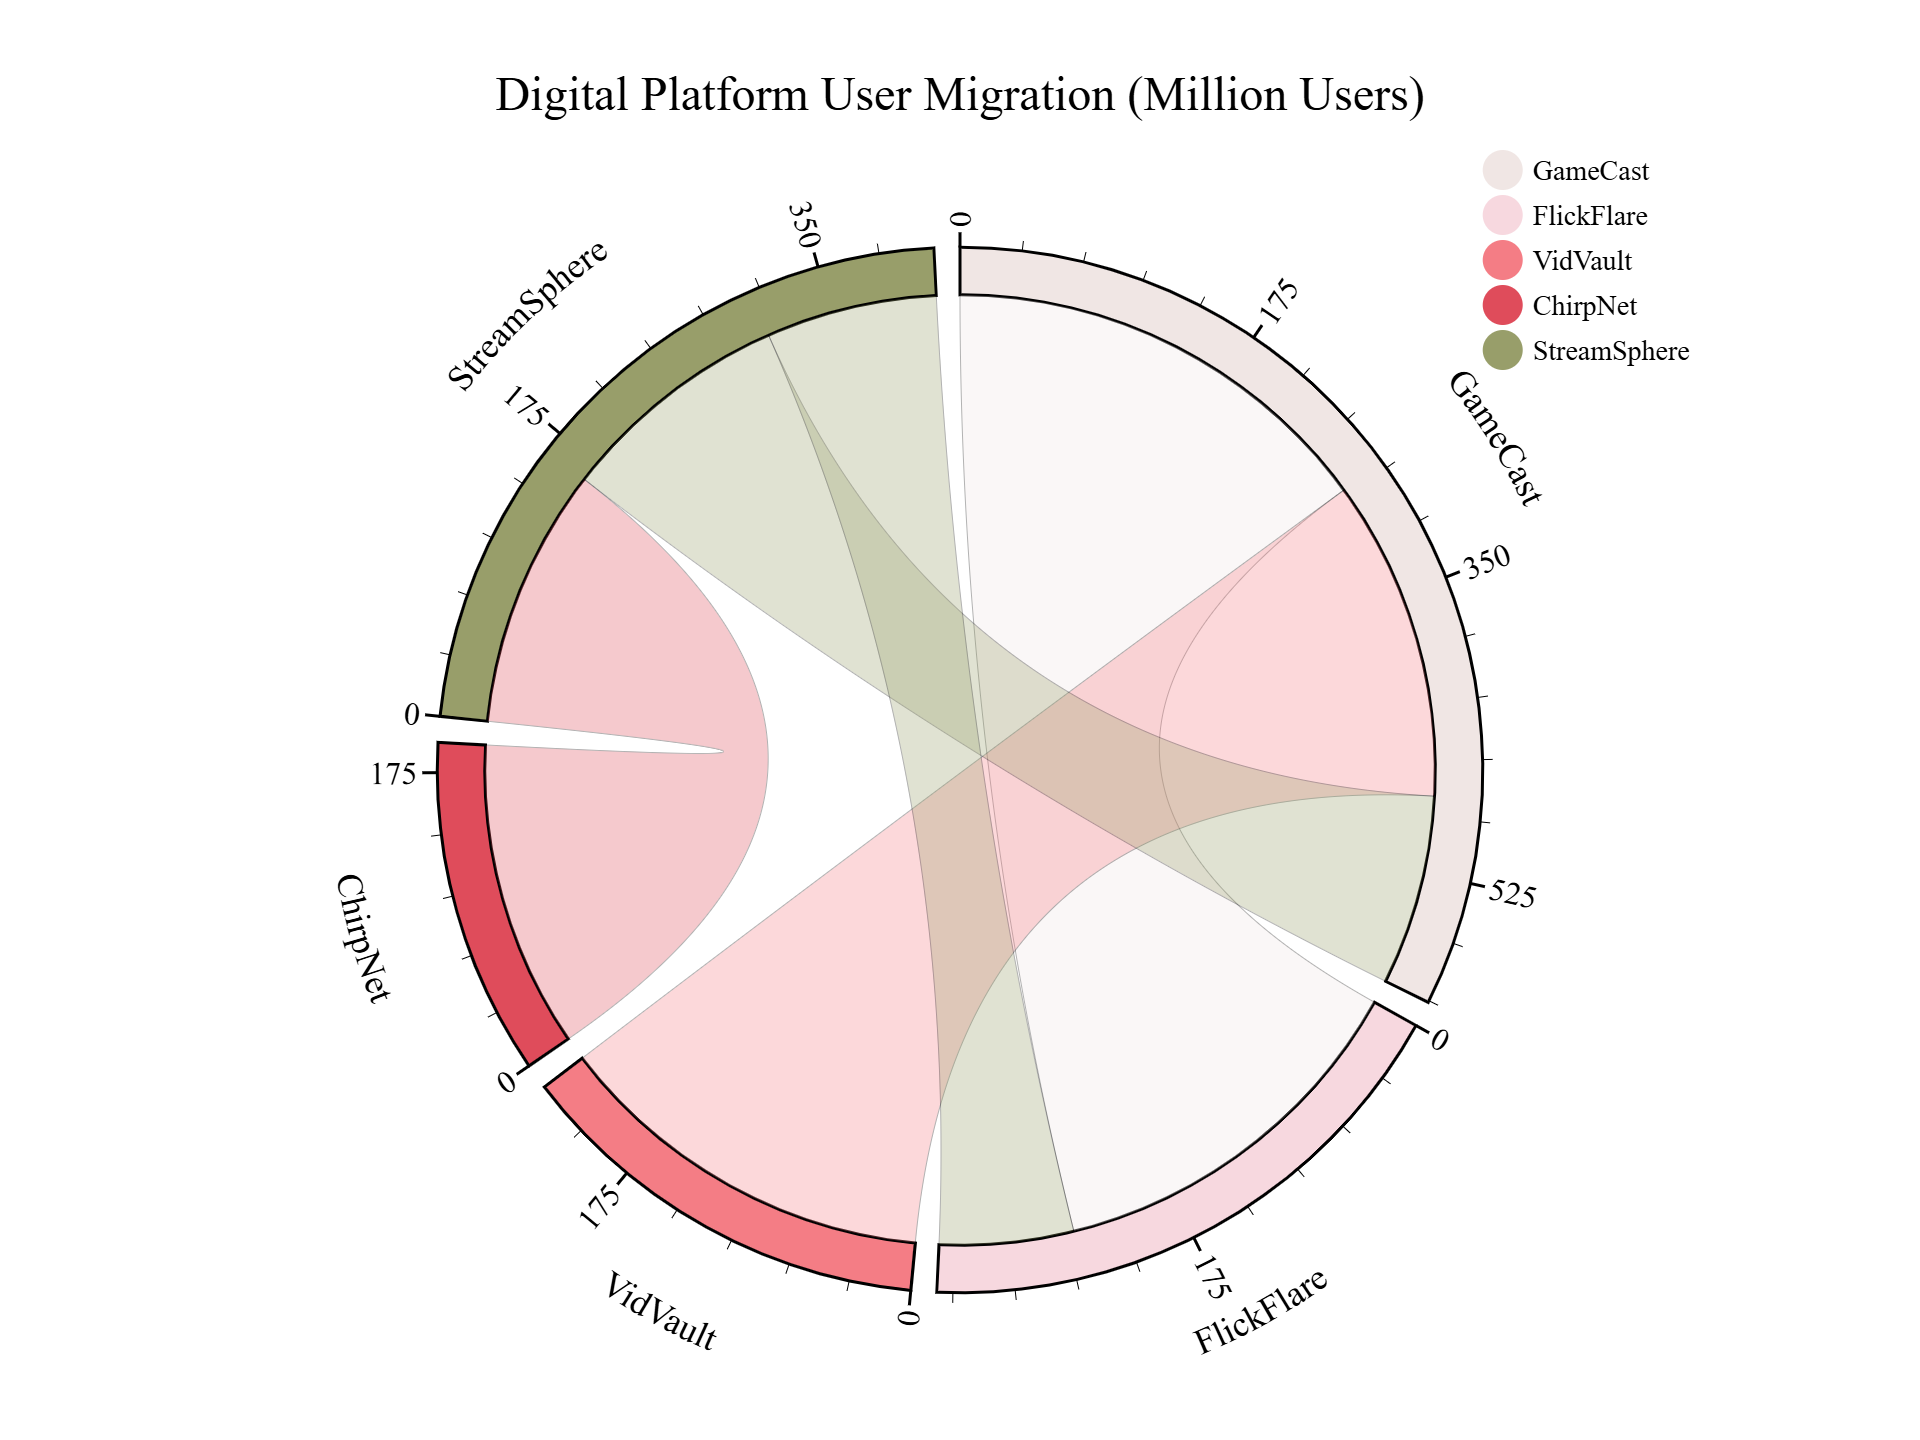 Digital Platform User Migration (Million Users)
GameCast
FlickFlare
VidVault
ChirpNet
StreamSphere
0
175
350
525
GameCast
0
175
FlickFlare
0
175
VidVault
0
175
ChirpNet
0
175
350
StreamSphere